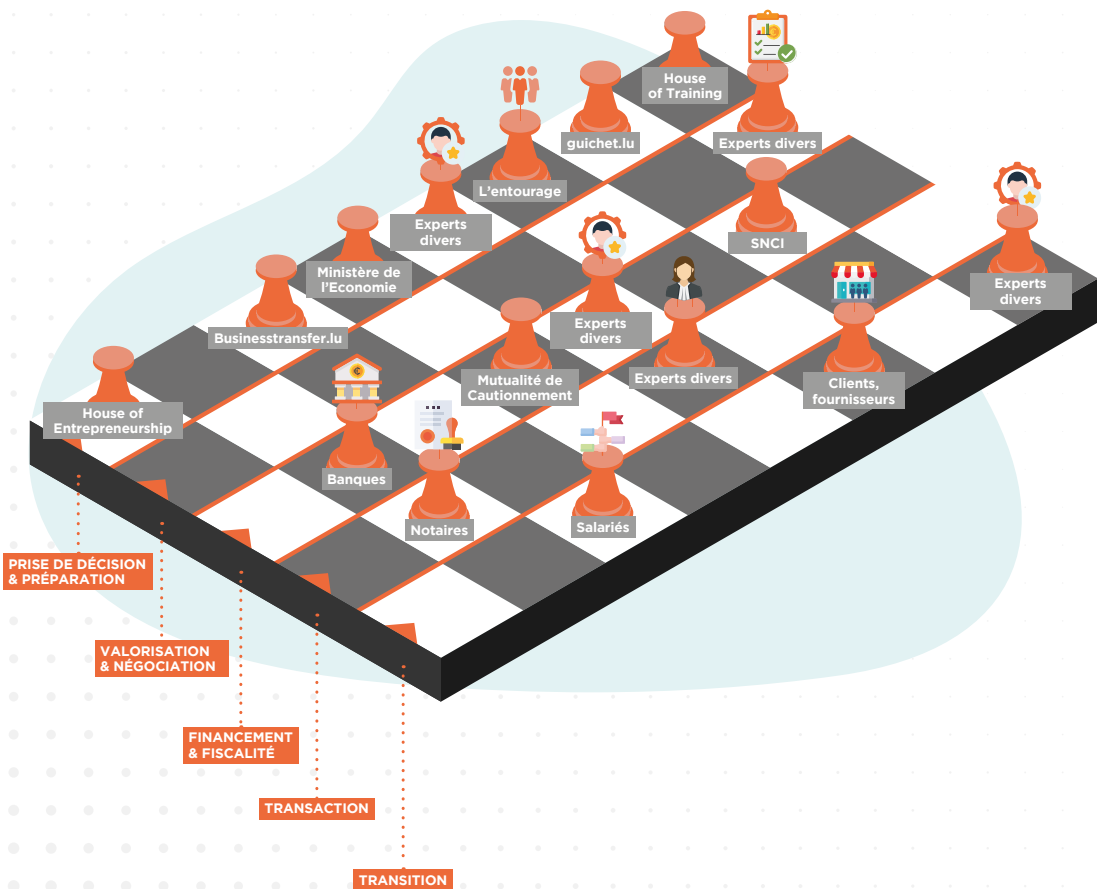 House
of Training
guichet.lu
Experts divers
L'entourage
Experts
divers
SNCI
Ministère de
l'Economie
Experts
divers
Businesstransfer.lu
Experts
divers
Mutualité de
Cautionnement
Experts divers
Clients,
fournisseurs
House of
Entrepreneurship
Banques
Notaires
Salariés
PRISE DE DÉCISION
& PRÉPARATION
VALORISATION
& NÉGOCIATION
FINANCEMENT
& FISCALITÉ
TRANSACTION
TRANSITION